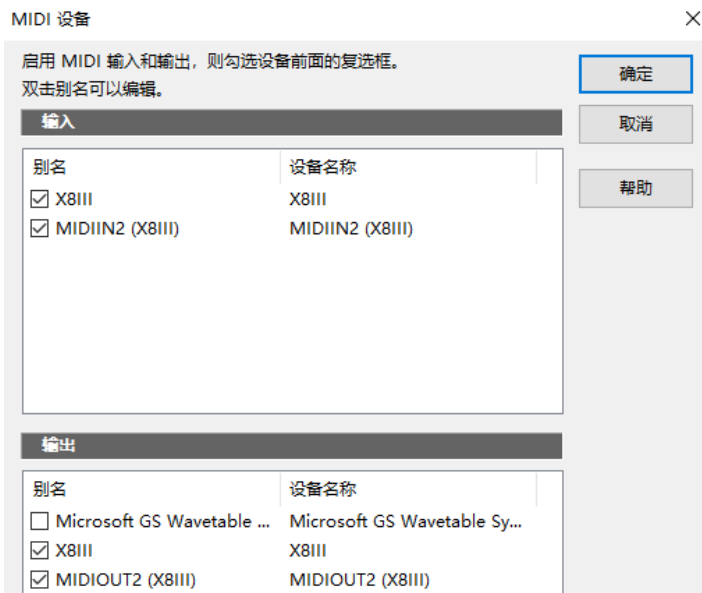 MIDI 设备
启用 MIDI 输入和输出，则勾选设备前面的复选框。
双击别名可以编辑。
确定
取消
帮助
输入
别名 设备名称
X8III X8III
MIDIIN2 (X8III) MIDIIN2 (X8III)
输出
别名 设备名称
Microsoft GS Wavetable ... Microsoft GS Wavetable Sy...
X8III X8III
MIDIOUT2 (X8III) MIDIOUT2 (X8III)